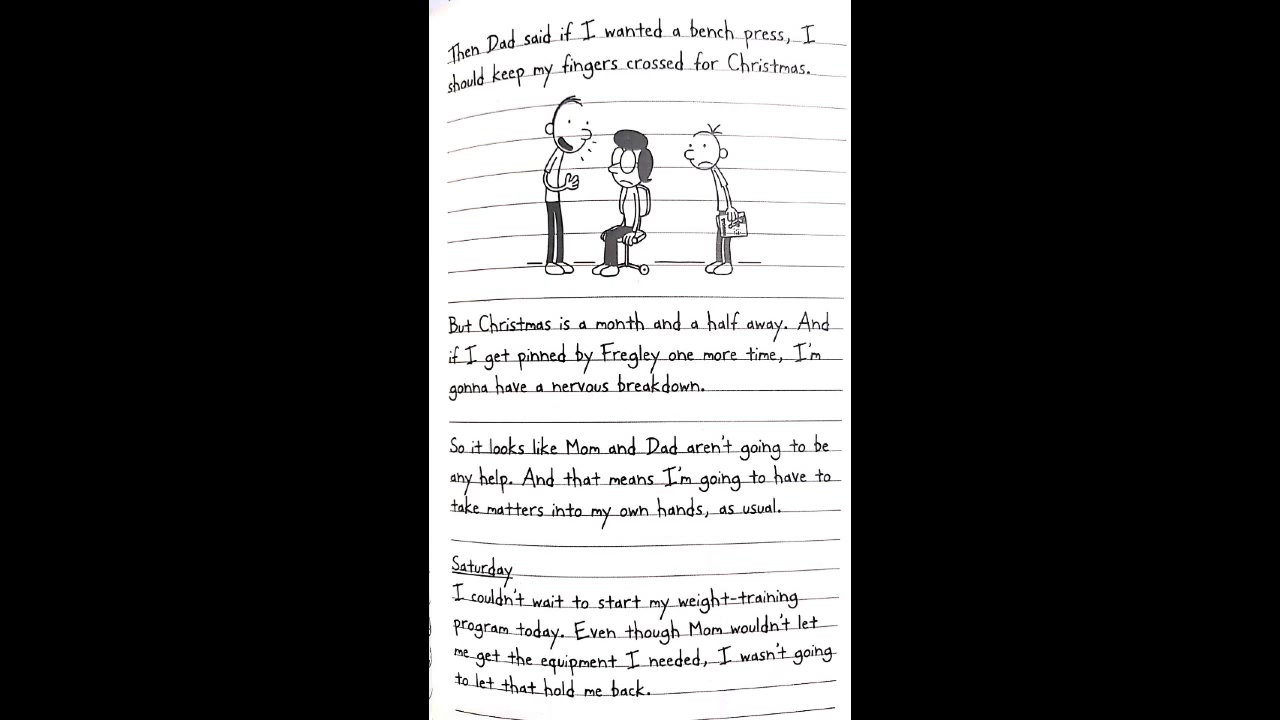 Then Dad said if I wanted a bench press, I
should keep my fingers crossed for Christmas.
But Christmas is a month and a half away. And
if I get pinned by Fregley one more time, I'm
gonna have a nervous breakdown.
So it looks like Mom and Dad aren't going to be
any help. And that means I'm going to have to
take matters into my own hands, as usual.
Saturday
I couldn't wait to start my weight-training
program today. Even though Mom wouldn't let
me get the equipment I needed, I wasn't going
to let that hold me back.